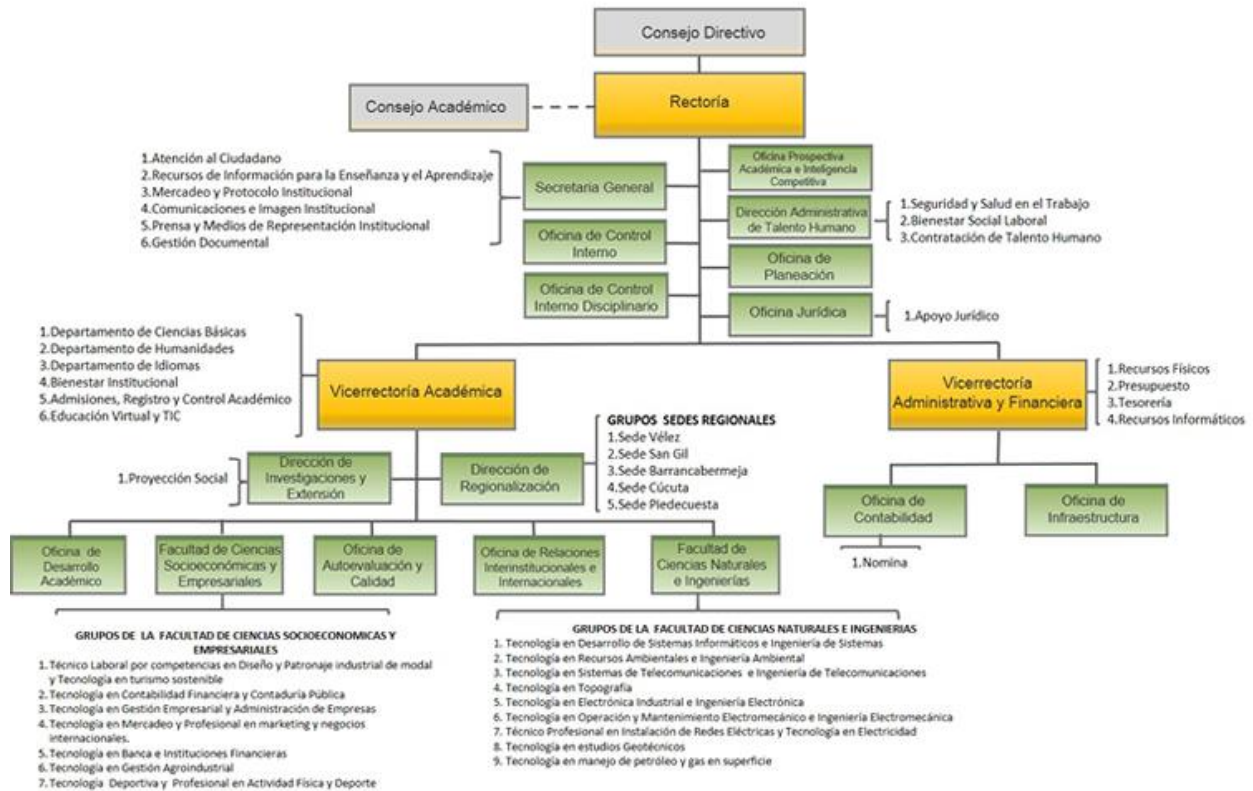 Consejo Directivo
Consejo Académico
Rectoría
1.Atención al Ciudadano
2.Recursos de Información para la Enseñanza y el Aprendizaje
3.Mercadeo y Protocolo Institucional
4.Comunicaciones e Imagen Institucional
5.Prensa y Medios de Representación Institucional
6.Gestión Documental
Secretaria General
Oficina de Control
Interno
Oficina de Control
Interno Disciplinario
Oficina Prospectiva
Académica e Inteligencia
Competitiva
Dirección Administrativa
de Talento Humano
1.Seguridad y Salud en el Trabajo
2.Bienestar Social Laboral
3.Contratación de Talento Humano
Oficina de
Planeación
Oficina Jurídica
1.Apoyo Jurídico
1.Departamento de Ciencias Básicas
2.Departamento de Humanidades
3.Departamento de Idiomas
4.Bienestar Institucional
5.Admisiones, Registro y Control Académico
6.Educación Virtual y TIC
Vicerrectoría Académica
Vicerrectoría
Administrativa y Financiera
1.Recursos Físicos
2.Presupuesto
3.Tesorería
4.Recursos Informáticos
1.Proyección Social
Dirección de
Investigaciones y
Extensión
Dirección de
Regionalización
GRUPOS SEDES REGIONALES
1.Sede Vélez
2.Sede San Gil
3.Sede Barrancabermeja
4.Sede Cúcuta
5.Sede Piedecuesta
Oficina de
Contabilidad
Oficina de
Infraestructura
1.Nomina
Oficina de
Desarrollo
Académico
Facultad de Ciencias
Socioeconómicas y
Empresariales
Oficina de
Autoevaluación y
Calidad
Oficina de Relaciones
Interinstitucionales e
Internacionales
Facultad de
Ciencias Naturales
e Ingenierías
GRUPOS DE LA FACULTAD DE CIENCIAS SOCIOECONOMICAS Y
EMPRESARIALES
1. Técnico Laboral por competencias en Diseño y Patronaje industrial de modal
y Tecnología en turismo sostenible
2. Tecnología en Contabilidad Financiera y Contaduría Pública
3. Tecnología en Gestión Empresarial y Administración de Empresas
4. Tecnología en Mercadeo y Profesional en marketing y negocios
internacionales.
5. Tecnología en Banca e Instituciones Financieras
6. Tecnología en Gestión Agroindustrial
7. Tecnología Deportiva y Profesional en Actividad Física y Deporte
GRUPOS DE LA FACULTAD DE CIENCIAS NATURALES E INGENIERIAS
1. Tecnología en Desarrollo de Sistemas Informáticos e Ingeniería de Sistemas
2. Tecnología en Recursos Ambientales e Ingeniería Ambiental
3. Tecnología en Sistemas de Telecomunicaciones e Ingeniería de Telecomunicaciones
4. Tecnología en Topografía
5. Tecnología en Electrónica Industrial e Ingeniería Electrónica
6. Tecnología en Operación y Mantenimiento Electromecánico e Ingeniería Electromecánica
7. Técnico Profesional en Instalación de Redes Eléctricas y Tecnología en Electricidad
8. Tecnología en estudios Geotécnicos
9. Tecnología en manejo de petróleo y gas en superficie